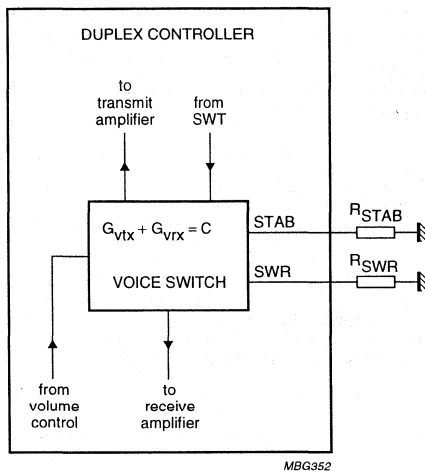 DUPLEX CONTROLLER
to
transmit
amplifier
from
SWT
STAB
R_STAB
G_vtx + G_vrx = C
VOICE SWITCH
SWR
R_SWR
from
volume
control
to
receive
amplifier
MBG352